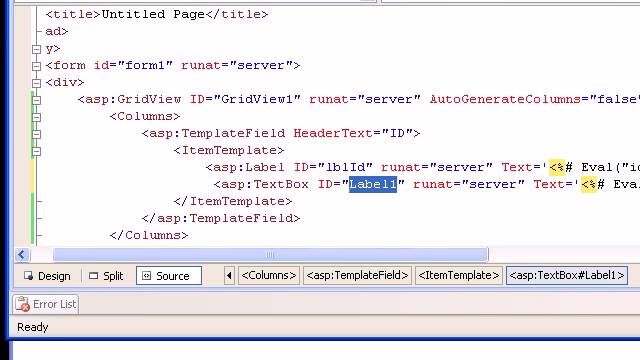 <title>Untitled Page</title>
ad>
y>
<form id="form1" runat="server">
<div>
<asp:GridView ID="GridView1" runat="server" AutoGenerateColumns="false"
<Columns>
<asp:TemplateField HeaderText="ID">
<ItemTemplate>
<asp:Label ID="lblId" runat="server" Text='<%# Eval("id
<asp:TextBox ID="Label1" runat="server" Text='<%# Eval
</ItemTemplate>
</asp:TemplateField>
</Columns>
Design Split Source <Columns> <asp:TemplateField> <ItemTemplate> <asp:TextBox#Label1>
Error List
Ready